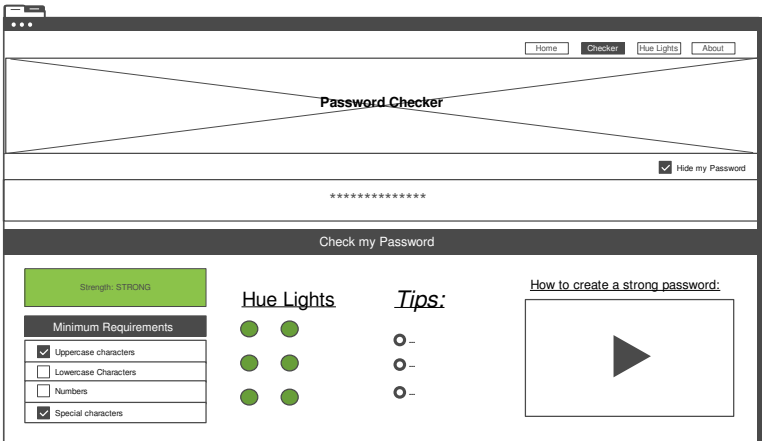 Home
Checker
Hue Lights
About
Password Checker
Hide my Password
**************
Check my Password
Strength: STRONG
Minimum Requirements
Uppercase characters
Lowercase Characters
Numbers
Special characters
Hue Lights
Tips:
–
–
–
How to create a strong password: